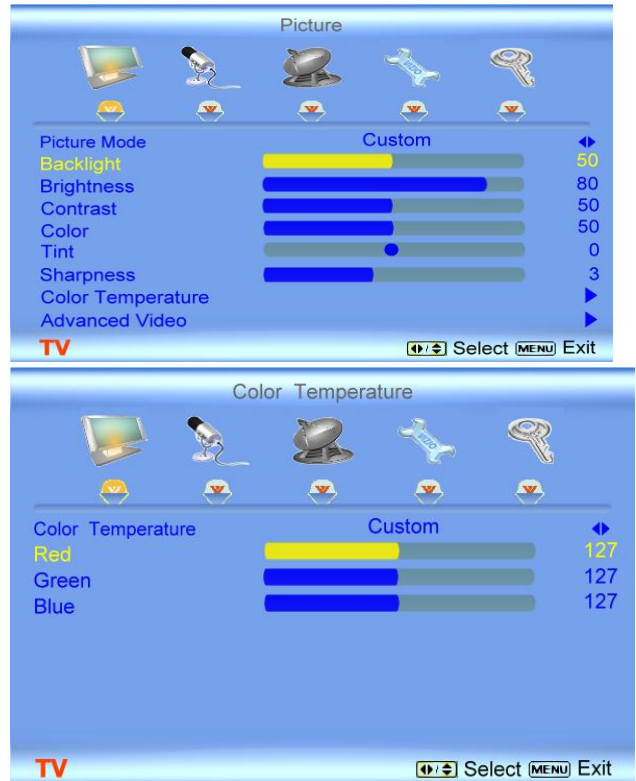 Picture
Picture Mode Custom
Backlight 50
Brightness 80
Contrast 50
Color 50
Tint 0
Sharpness 3
Color Temperature
Advanced Video
TV Select MENU Exit
Color Temperature
VIZIO
Color Temperature Custom
Red 127
Green 127
Blue 127
TV Select MENU Exit